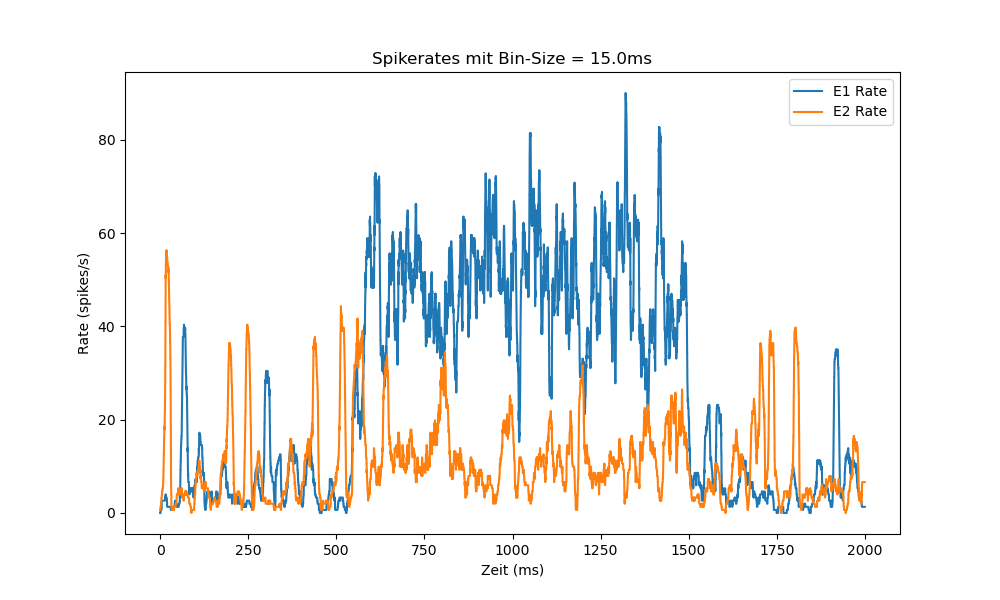 Spikerates mit Bin-Size = 15.0ms
E1 Rate
E2 Rate
80
60
40
20
0
Rate (spikes/s)
0 250 500 750 1000 1250 1500 1750 2000
Zeit (ms)